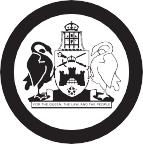 FOR THE QUEEN, THE LAW AND THE PEOPLE